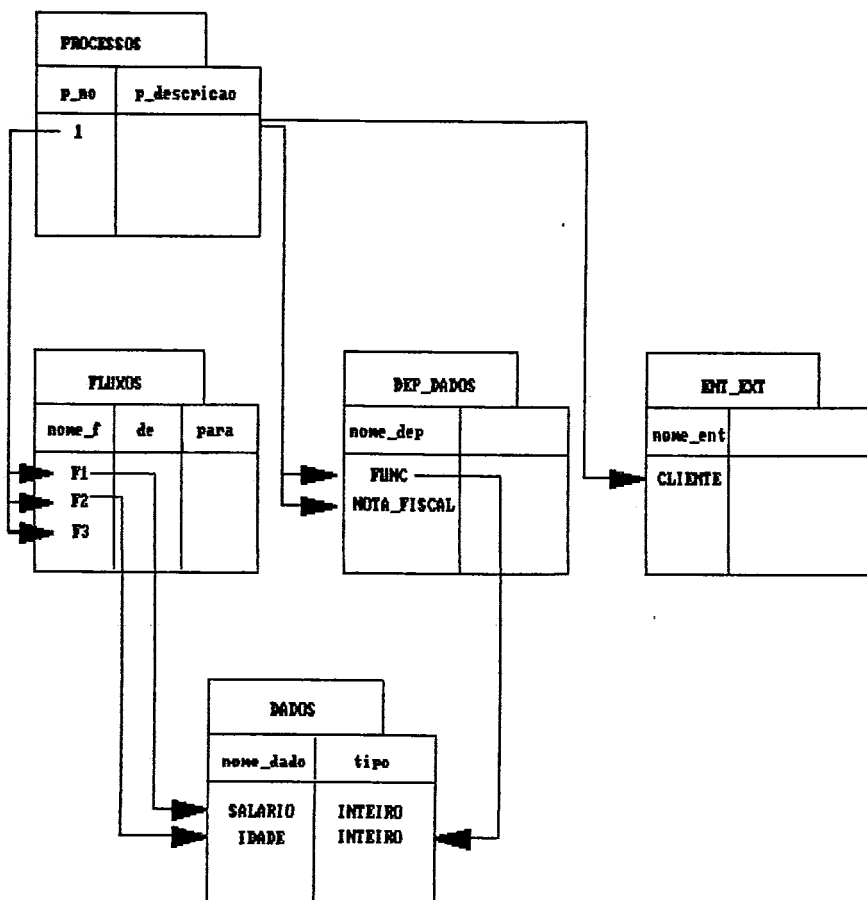 PROCESSOS
p_no p_descricao
1
FLUXOS
nome_f de para
F1
F2
F3
DEP_DADOS
nome_dep
FUNC
NOTA_FISCAL
ENT_EXT
nome_ent
CLIENTE
DADOS
nome_dado tipo
SALARIO INTEIRO
IDADE INTEIRO